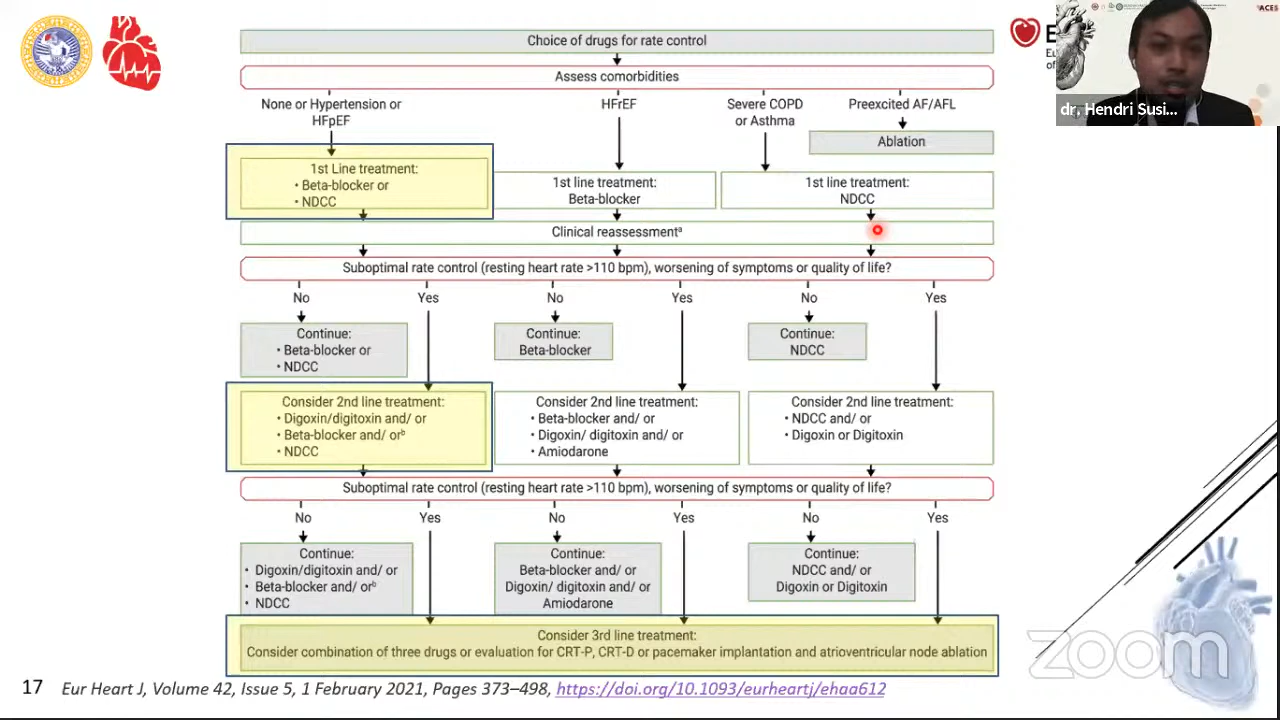 Choice of drugs for rate control
Assess comorbidities
None or Hypertension or
HFpEF
HFrEF
Severe COPD
or Asthma
Preexcited AF/AFL
Ablation
1st Line treatment:
• Beta-blocker or
• NDCC
1st line treatment:
Beta-blocker
1st line treatment:
NDCC
Clinical reassessmentª
Suboptimal rate control (resting heart rate >110 bpm), worsening of symptoms or quality of life?
No
Yes
No
Yes
No
Yes
Continue:
• Beta-blocker or
• NDCC
Continue:
Beta-blocker
Continue:
NDCC
Consider 2nd line treatment:
• Digoxin/digitoxin and/ or
• Beta-blocker and/ orᵇ
• NDCC
Consider 2nd line treatment:
• Beta-blocker and/ or
• Digoxin/ digitoxin and/ or
• Amiodarone
Consider 2nd line treatment:
• NDCC and/ or
• Digoxin or Digitoxin
Suboptimal rate control (resting heart rate >110 bpm), worsening of symptoms or quality of life?
No
Yes
No
Yes
No
Yes
Continue:
• Digoxin/digitoxin and/ or
• Beta-blocker and/ orᵇ
• NDCC
Continue:
Beta-blocker and/ or
Digoxin/ digitoxin and/ or
Amiodarone
Continue:
NDCC and/ or
Digoxin or Digitoxin
Consider 3rd line treatment:
Consider combination of three drugs or evaluation for CRT-P, CRT-D or pacemaker implantation and atrioventricular node ablation
17
Eur Heart J, Volume 42, Issue 5, 1 February 2021, Pages 373–498, https://doi.org/10.1093/eurheartj/ehaa612
dr, Hendri Susi...
ACES
zoom